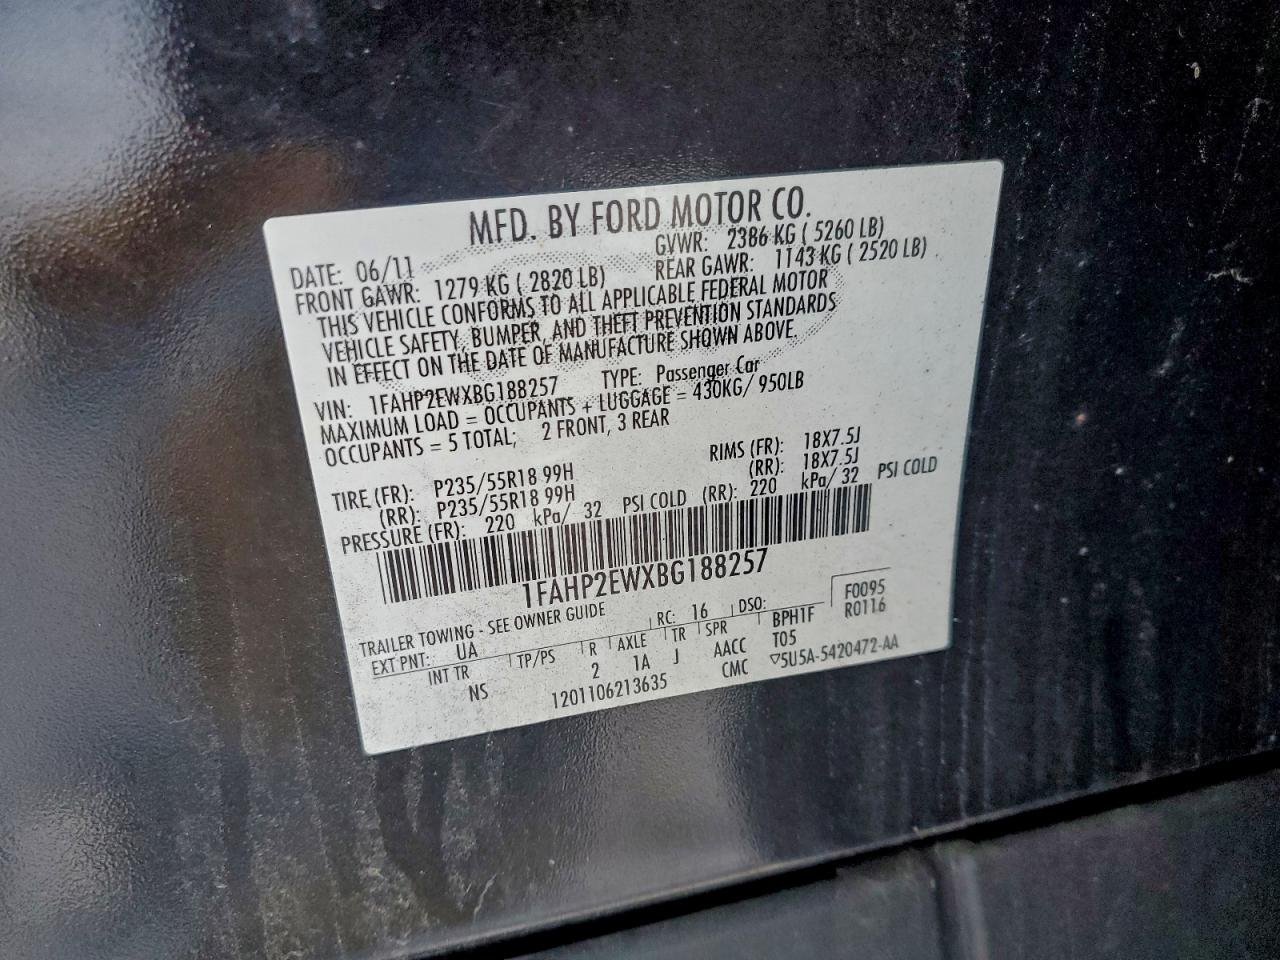 MFD. BY FORD MOTOR CO.
DATE: 06/11 GVWR: 2386 KG ( 5260 LB)
FRONT GAWR: 1279 KG ( 2820 LB) REAR GAWR: 1143 KG ( 2520 LB)
THIS VEHICLE CONFORMS TO ALL APPLICABLE FEDERAL MOTOR
VEHICLE SAFETY, BUMPER, AND THEFT PREVENTION STANDARDS
IN EFFECT ON THE DATE OF MANUFACTURE SHOWN ABOVE.
VIN: 1FAHP2EWXBG188257 TYPE: Passenger Car
MAXIMUM LOAD = OCCUPANTS + LUGGAGE = 430KG/ 950LB
OCCUPANTS = 5 TOTAL; 2 FRONT, 3 REAR
TIRE (FR): P235/55R18 99H RIMS (FR): 18X7.5J
(RR): P235/55R18 99H (RR): 18X7.5J
PRESSURE (FR): 220 kPa/ 32 PSI COLD (RR): 220 kPa/ 32 PSI COLD
1FAHP2EWXBG188257
TRAILER TOWING - SEE OWNER GUIDE
EXT PNT: UA RC: 16 DSO: F0095
R0116
INT TR TP/PS R AXLE TR SPR BPH1F
NS 2 1A J AACC T05
1201106213635 CMC ▽5U5A-5420472-AA